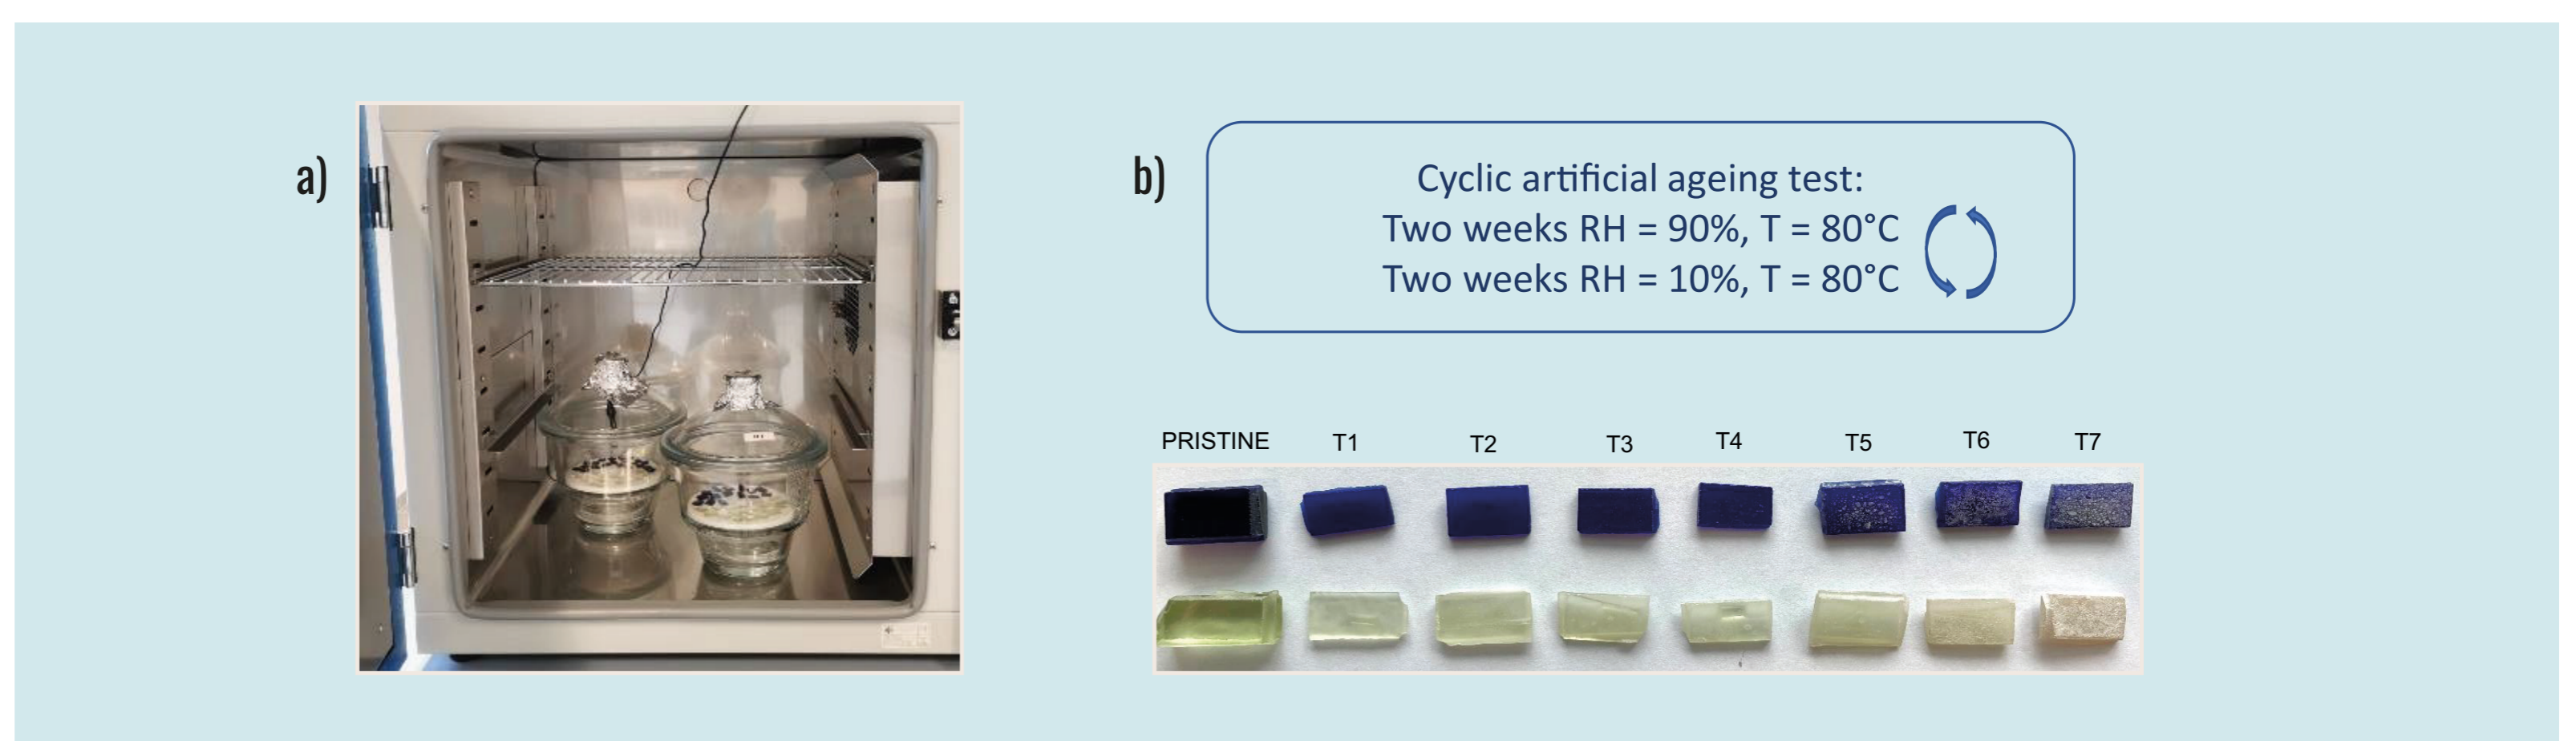 a)
b)
Cyclic artificial ageing test:
Two weeks RH = 90%, T = 80°C
Two weeks RH = 10%, T = 80°C
PRISTINE T1 T2 T3 T4 T5 T6 T7